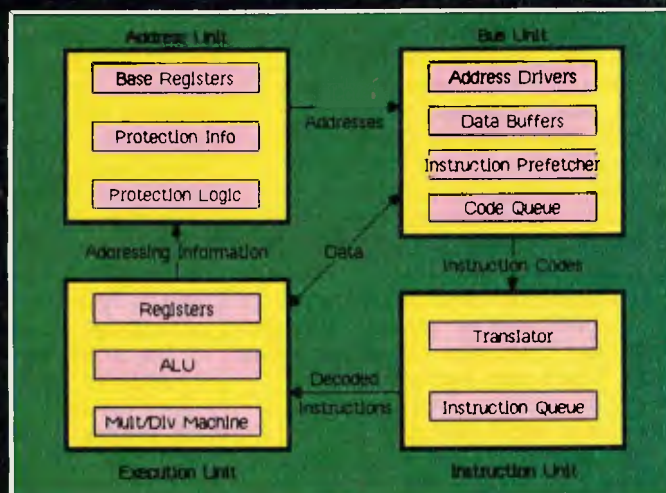 Address Unit
Base Registers
Protection Info
Protection Logic
Addresses
Bus Unit
Address Drivers
Data Buffers
Instruction Prefetcher
Code Queue
Addressing Information
Data
Instruction Codes
Registers
ALU
Mult/Div Machine
Execution Unit
Decoded
Instructions
Translator
Instruction Queue
Instruction Unit